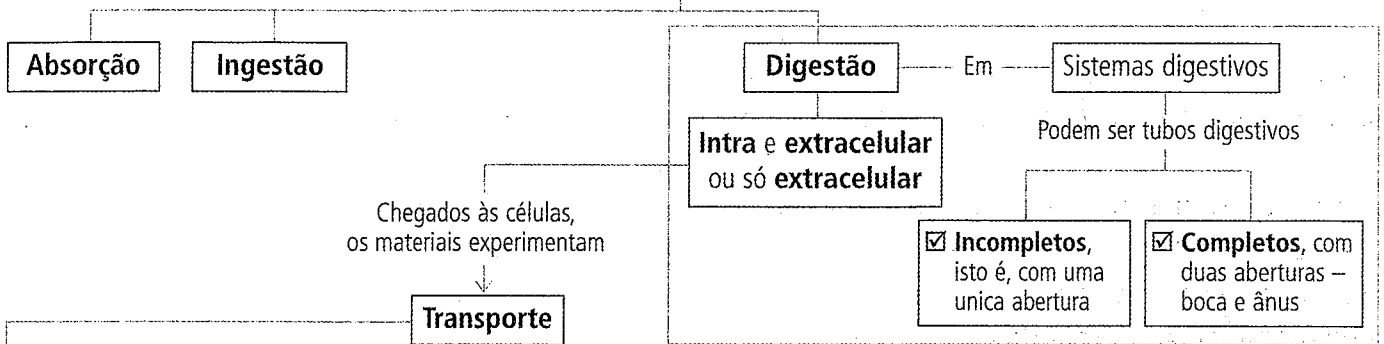 Absorção
Ingestão
Digestão
Em
Sistemas digestivos
Intra e extracelular
ou só extracelular
Podem ser tubos digestivos
Chegados às células,
os materiais experimentam
Transporte
Incompletos,
isto é, com uma
unica abertura
Completos, com
duas aberturas –
boca e ânus